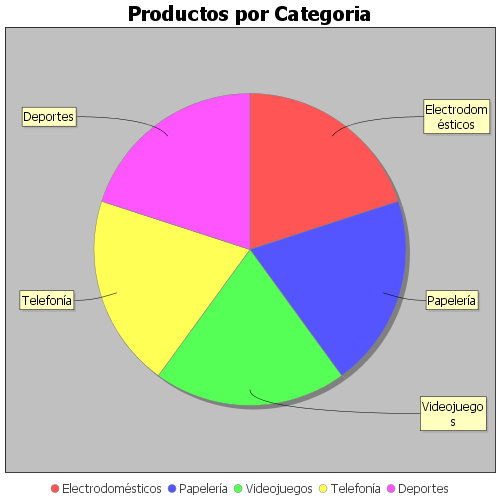 Productos por Categoria
Deportes
Electrodom
ésticos
Telefonía
Papelería
Videojuego
s
Electrodomésticos Papelería Videojuegos Telefonía Deportes